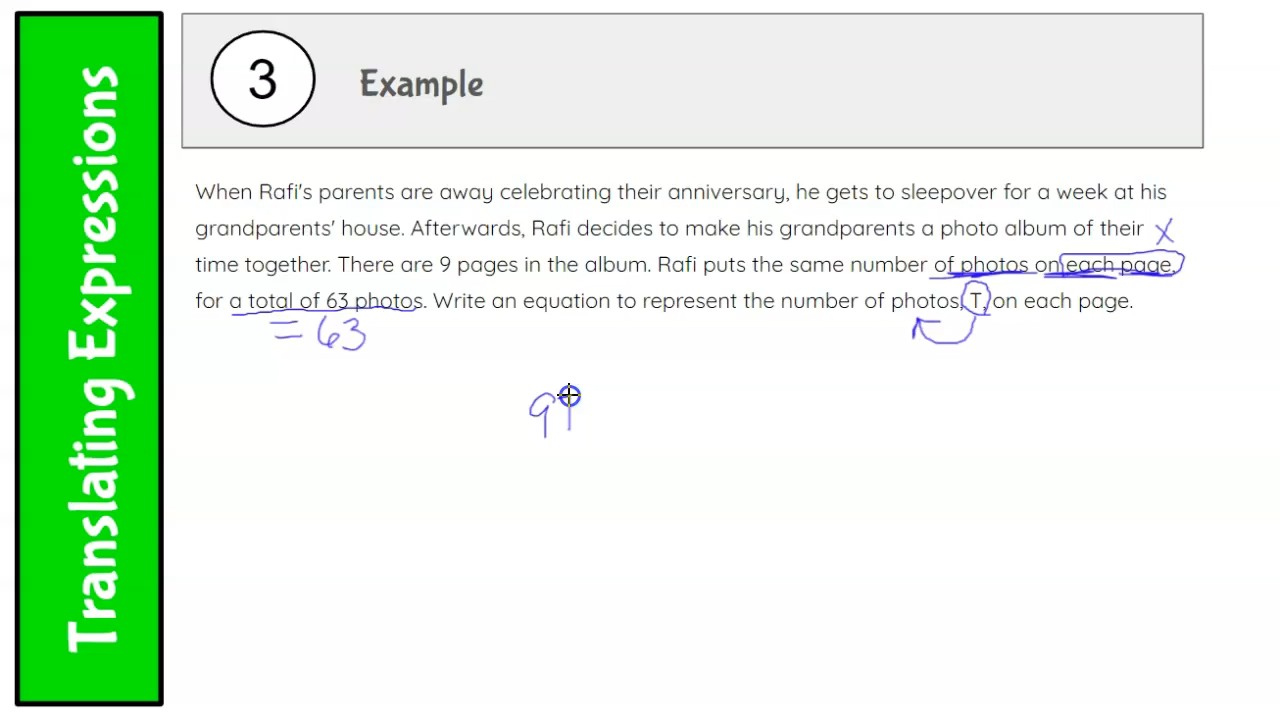 Translating Expressions
3
Example
When Rafi's parents are away celebrating their anniversary, he gets to sleepover for a week at his
grandparents' house. Afterwards, Rafi decides to make his grandparents a photo album of their
X
time together. There are 9 pages in the album. Rafi puts the same number of photos on each page,
for a total of 63 photos. Write an equation to represent the number of photos, T, on each page.
= 63
9